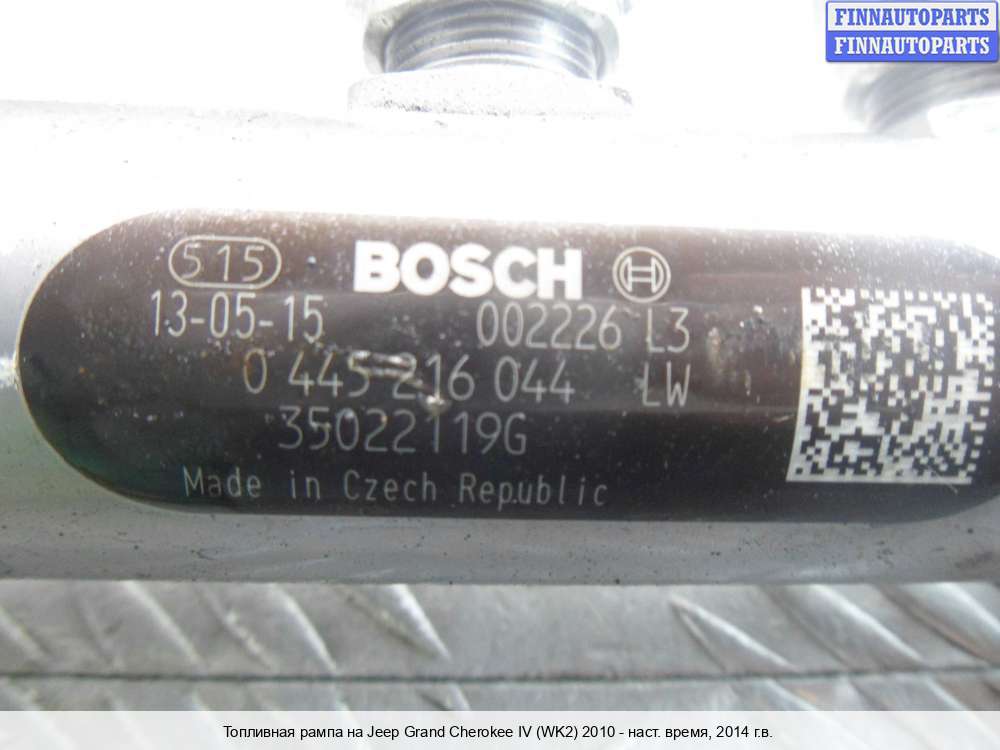 FINNAUTOPARTS
FINNAUTOPARTS
515 BOSCH
13-05-15 002226 L3
0 445 216 044 LW
35022119G
Made in Czech Republic
Топливная рампа на Jeep Grand Cherokee IV (WK2) 2010 - наст. время, 2014 г.в.